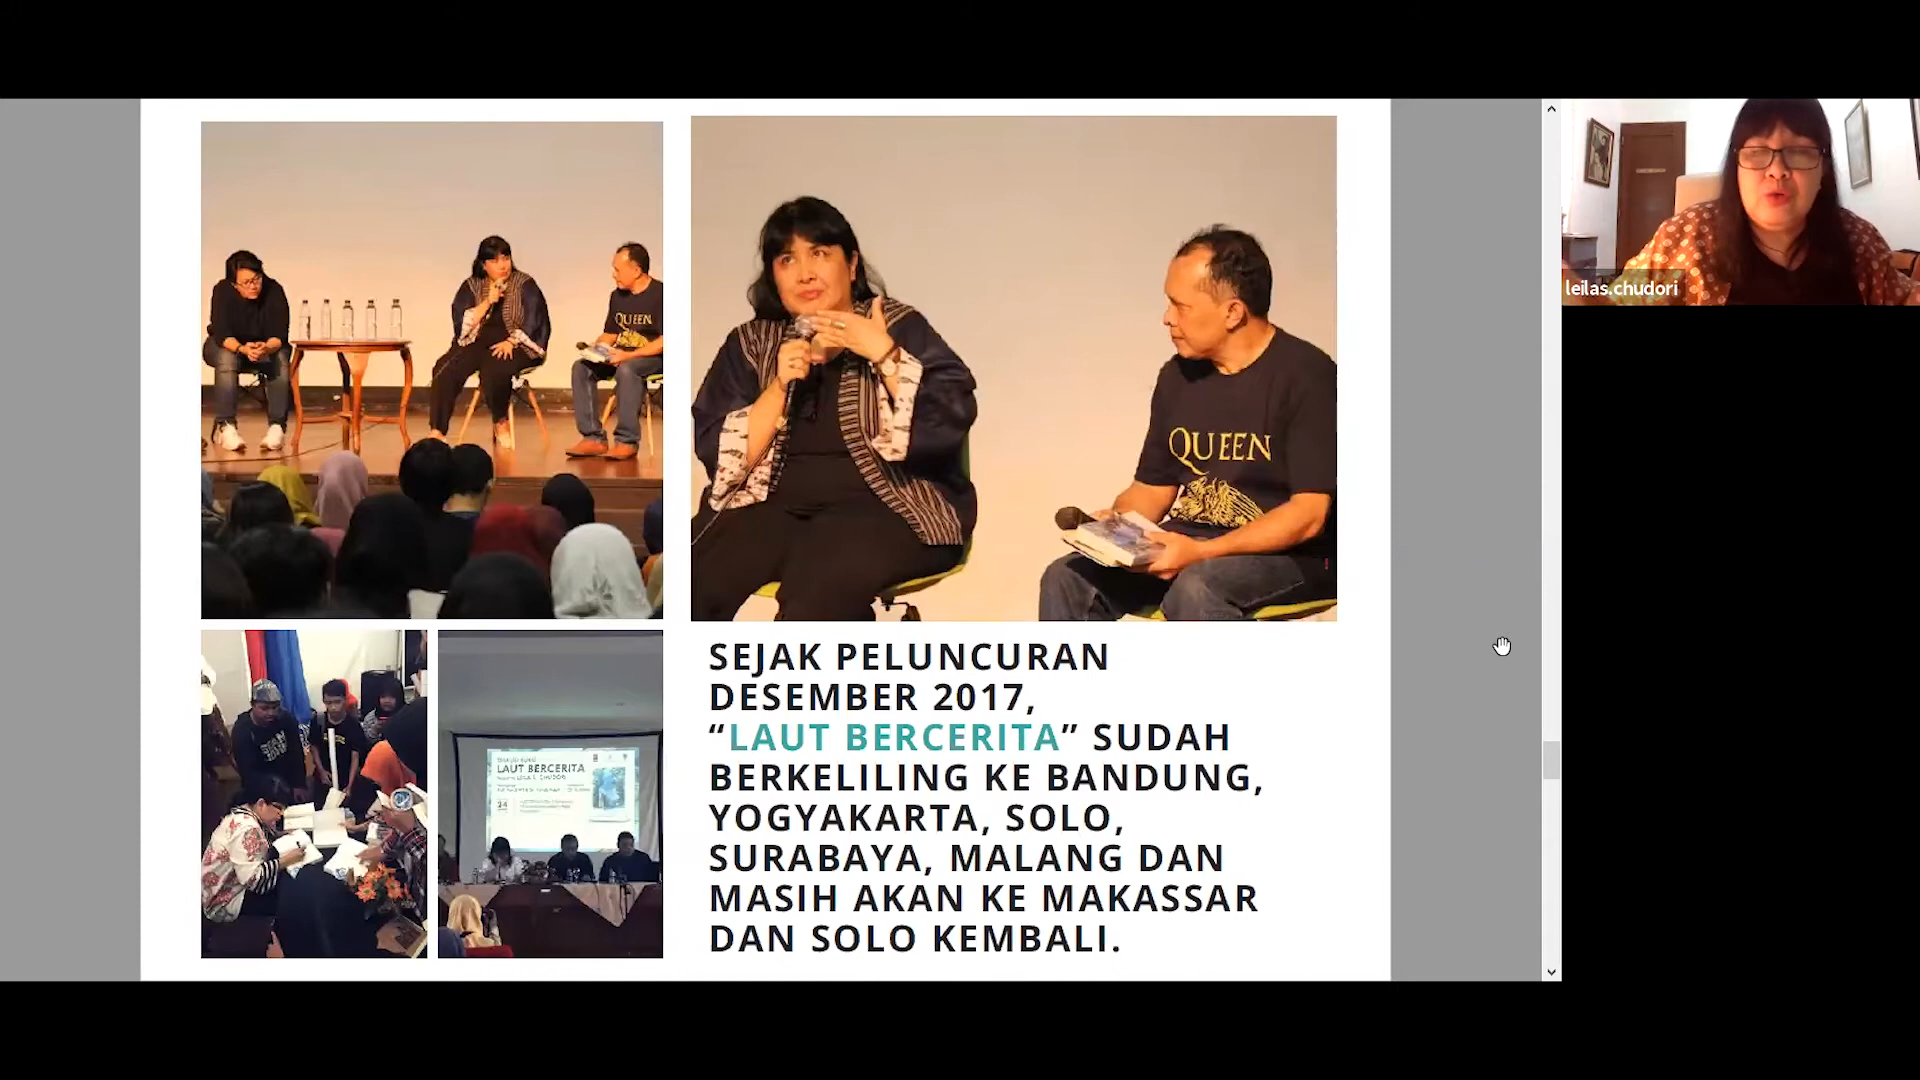 QUEEN
QUEEN
LAUT BERCERITA
SEJAK PELUNCURAN
DESEMBER 2017,
“LAUT BERCERITA” SUDAH
BERKELILING KE BANDUNG,
YOGYAKARTA, SOLO,
SURABAYA, MALANG DAN
MASIH AKAN KE MAKASSAR
DAN SOLO KEMBALI.
leilas.chudori